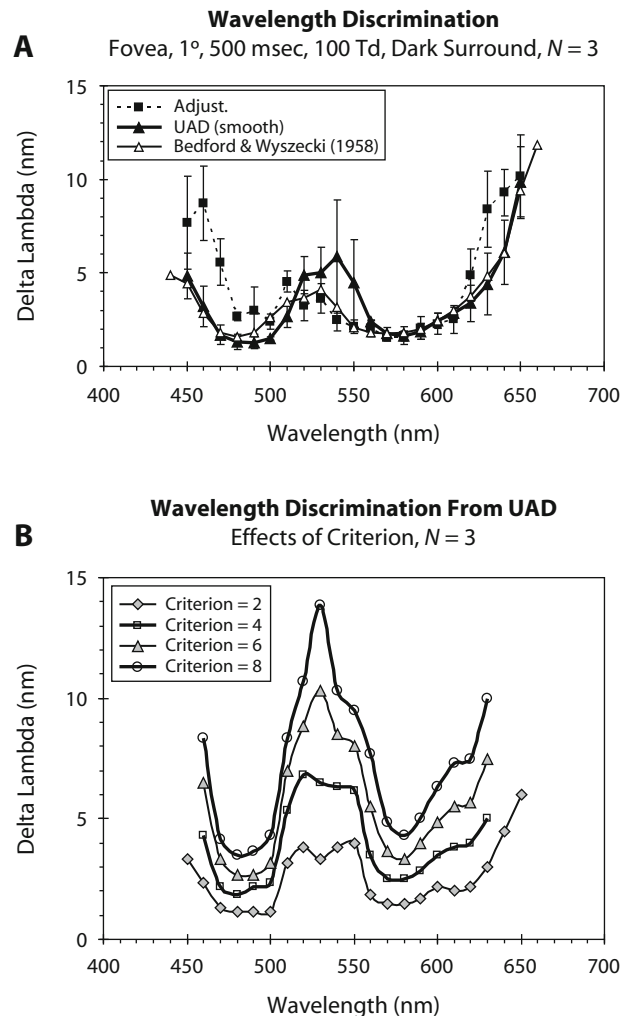 Wavelength Discrimination
A
Fovea, 1º, 500 msec, 100 Td, Dark Surround, N = 3
15
10
5
0
Delta Lambda (nm)
Adjust.
UAD (smooth)
Bedford & Wyszecki (1958)
400 450 500 550 600 650 700
Wavelength (nm)
Wavelength Discrimination From UAD
B
Effects of Criterion, N = 3
15
10
5
0
Delta Lambda (nm)
Criterion = 2
Criterion = 4
Criterion = 6
Criterion = 8
400 450 500 550 600 650 700
Wavelength (nm)